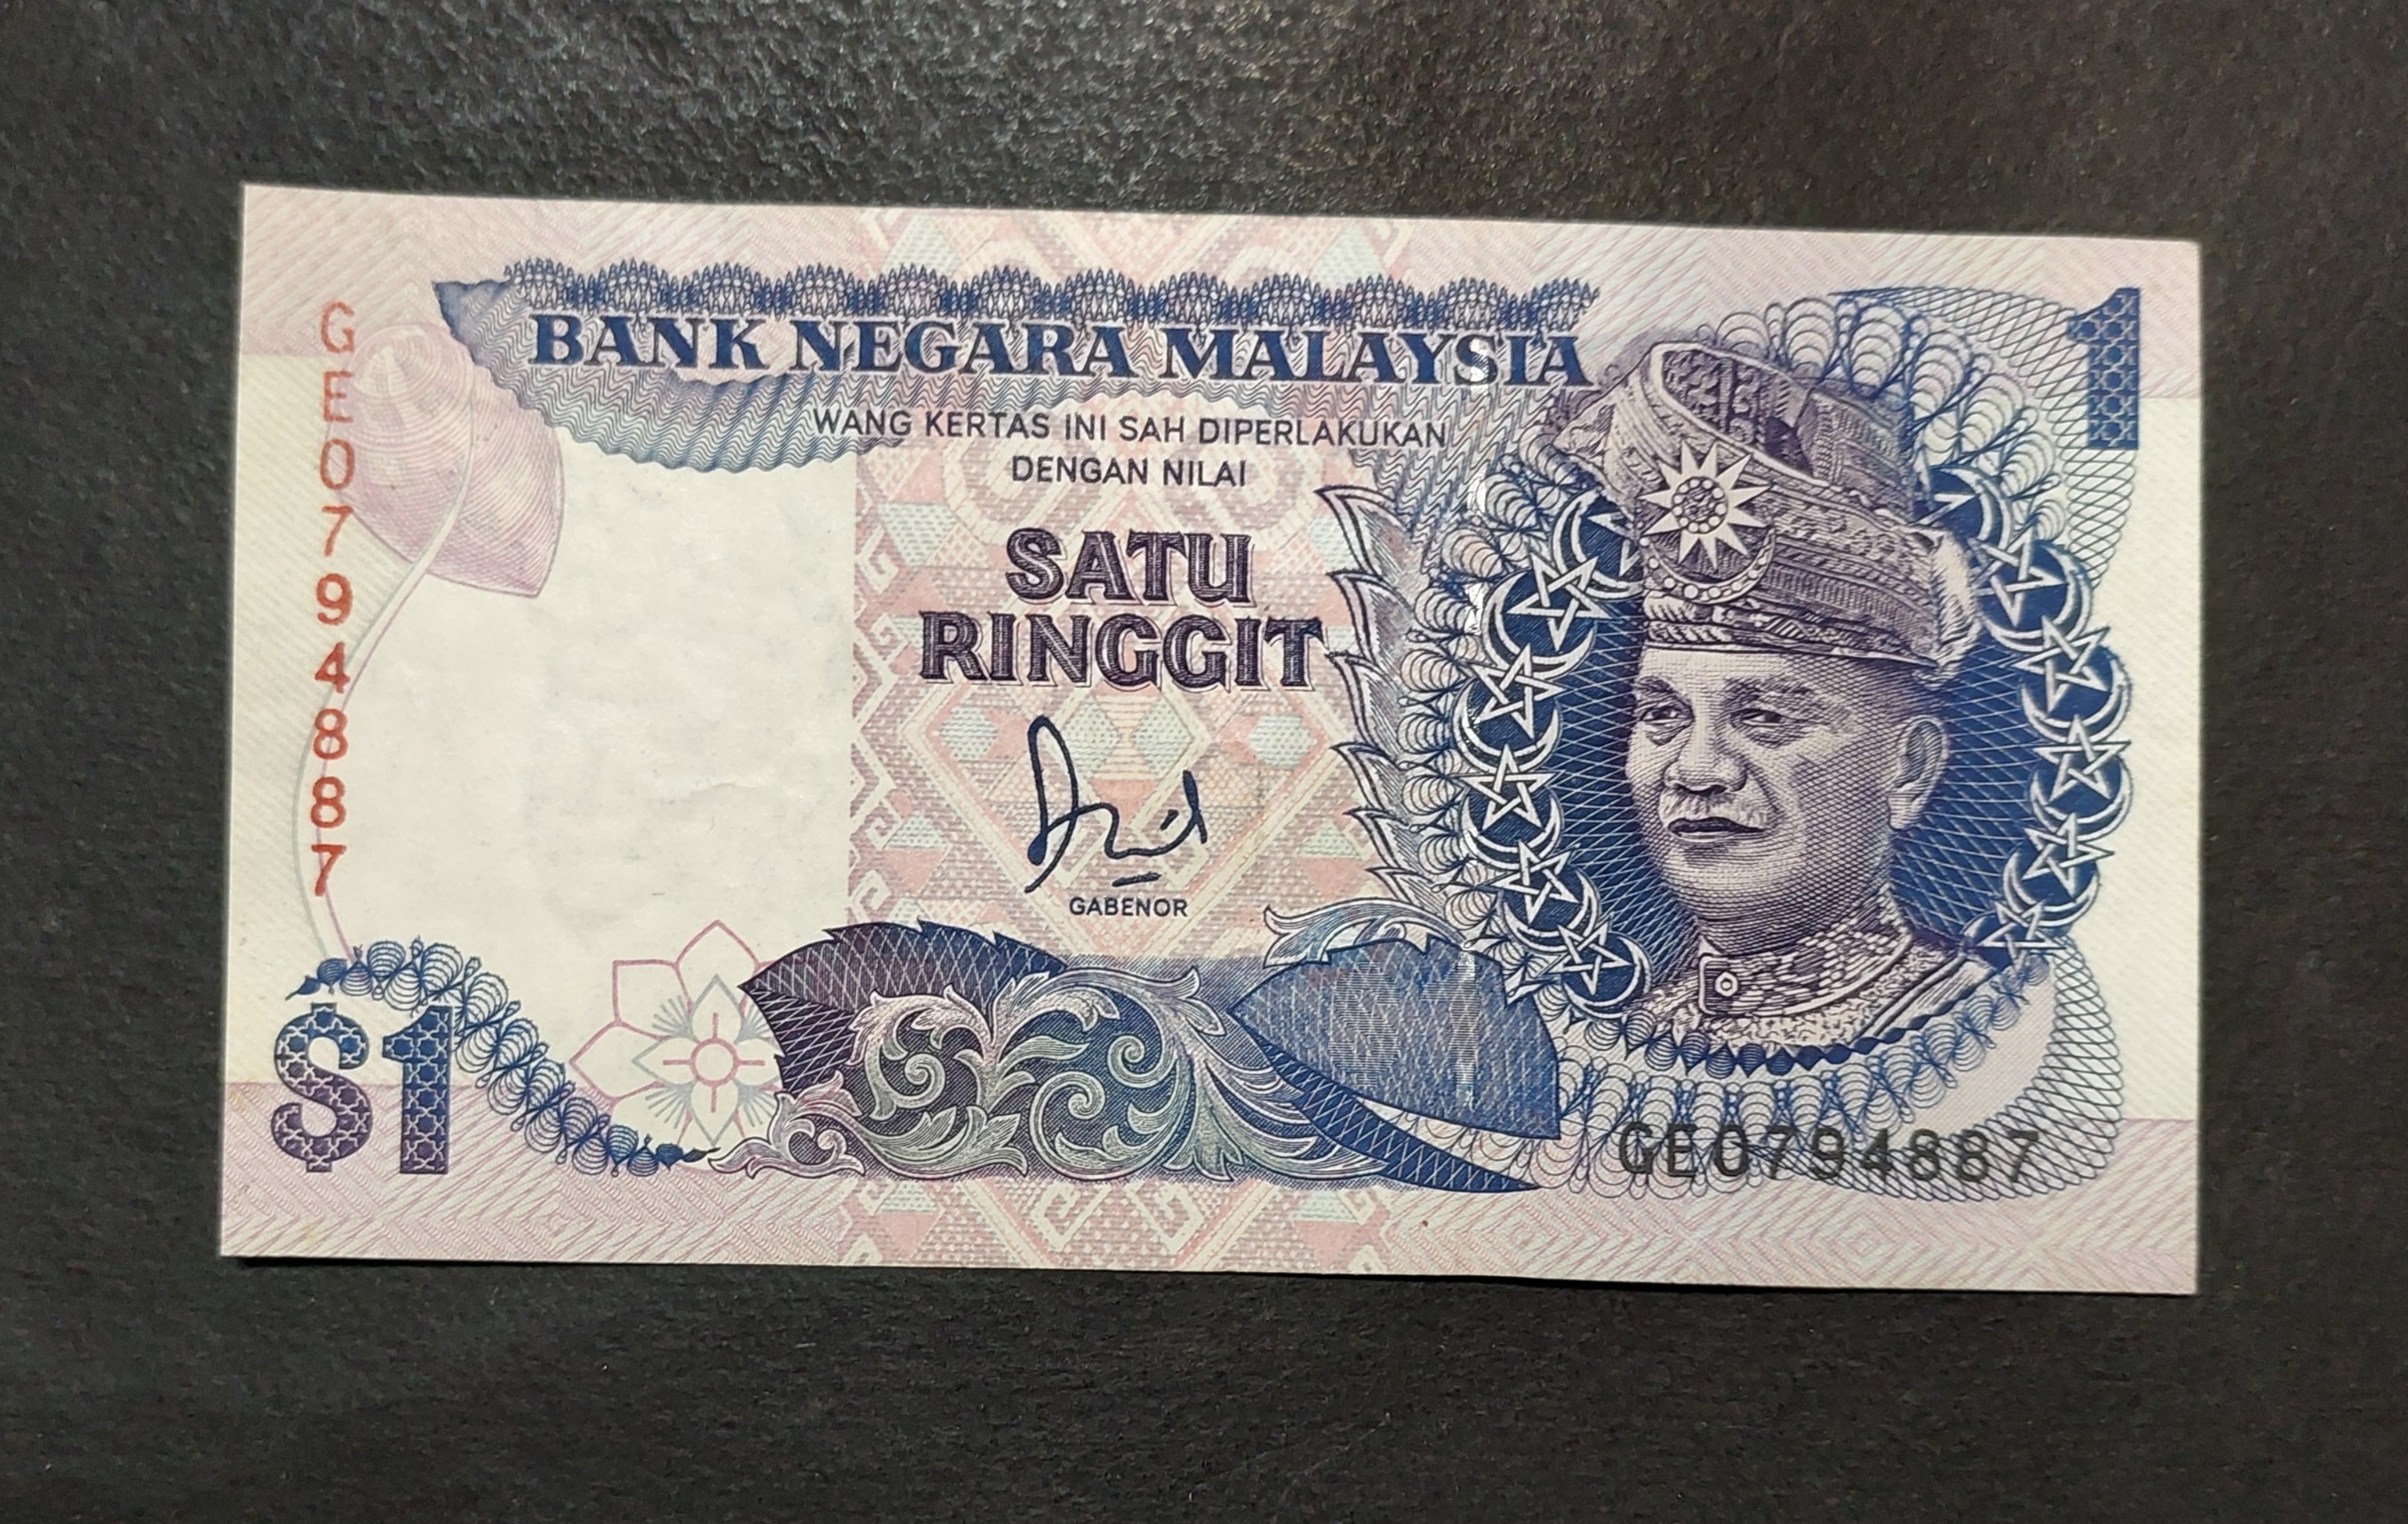 BANK NEGARA MALAYSIA
1
WANG KERTAS INI SAH DIPERLAKUKAN
DENGAN NILAI
SATU
RINGGIT
GABENOR
GE0794887
$1
GE0794887